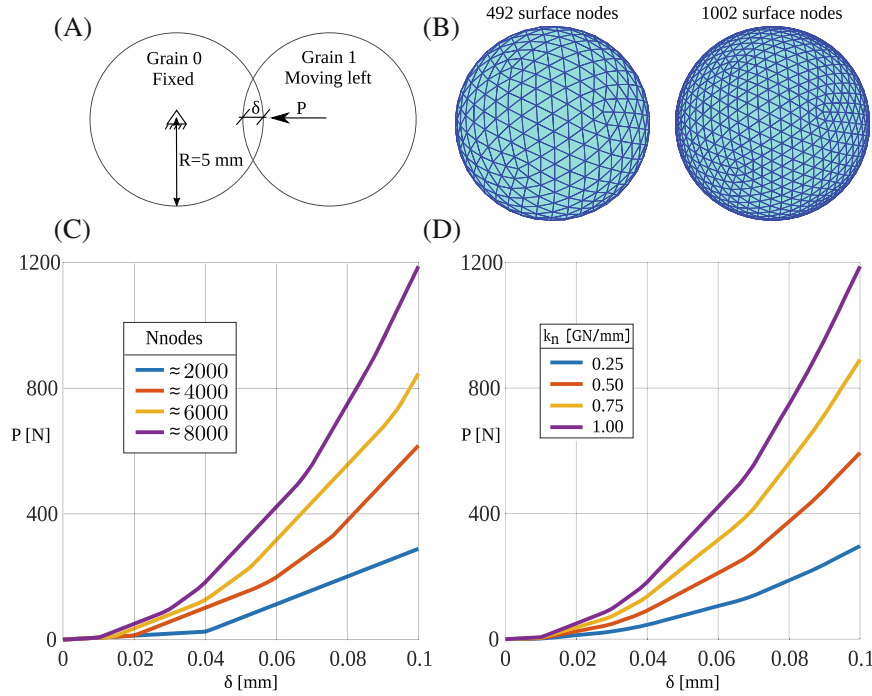 (A)
Grain 0
Fixed
Grain 1
Moving left
δ
P
R=5 mm
(B)
492 surface nodes
1002 surface nodes
(C)
1200
800
P [N]
400
0
Nnodes
≈2000
≈4000
≈6000
≈8000
0
0.02
0.04
0.06
0.08
0.1
δ [mm]
(D)
1200
800
P [N]
400
0
kn [GN/mm]
0.25
0.50
0.75
1.00
0
0.02
0.04
0.06
0.08
0.1
δ [mm]